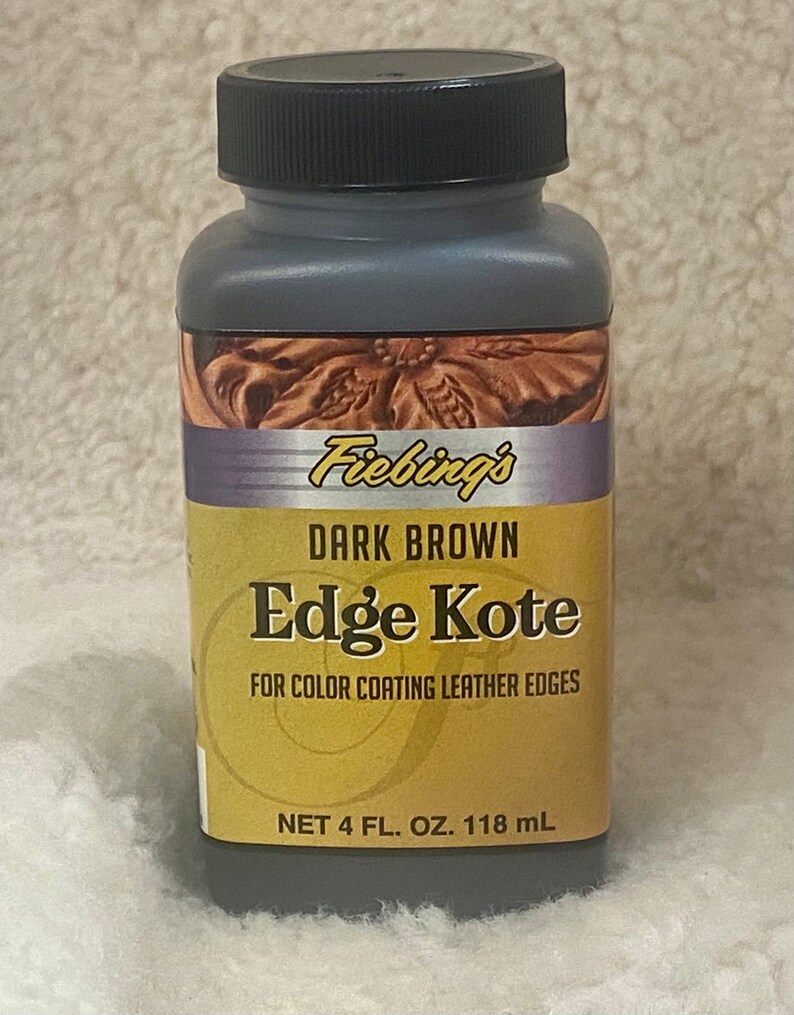 Fiebing's
DARK BROWN
Edge Kote
FOR COLOR COATING LEATHER EDGES
NET 4 FL. OZ. 118 mL